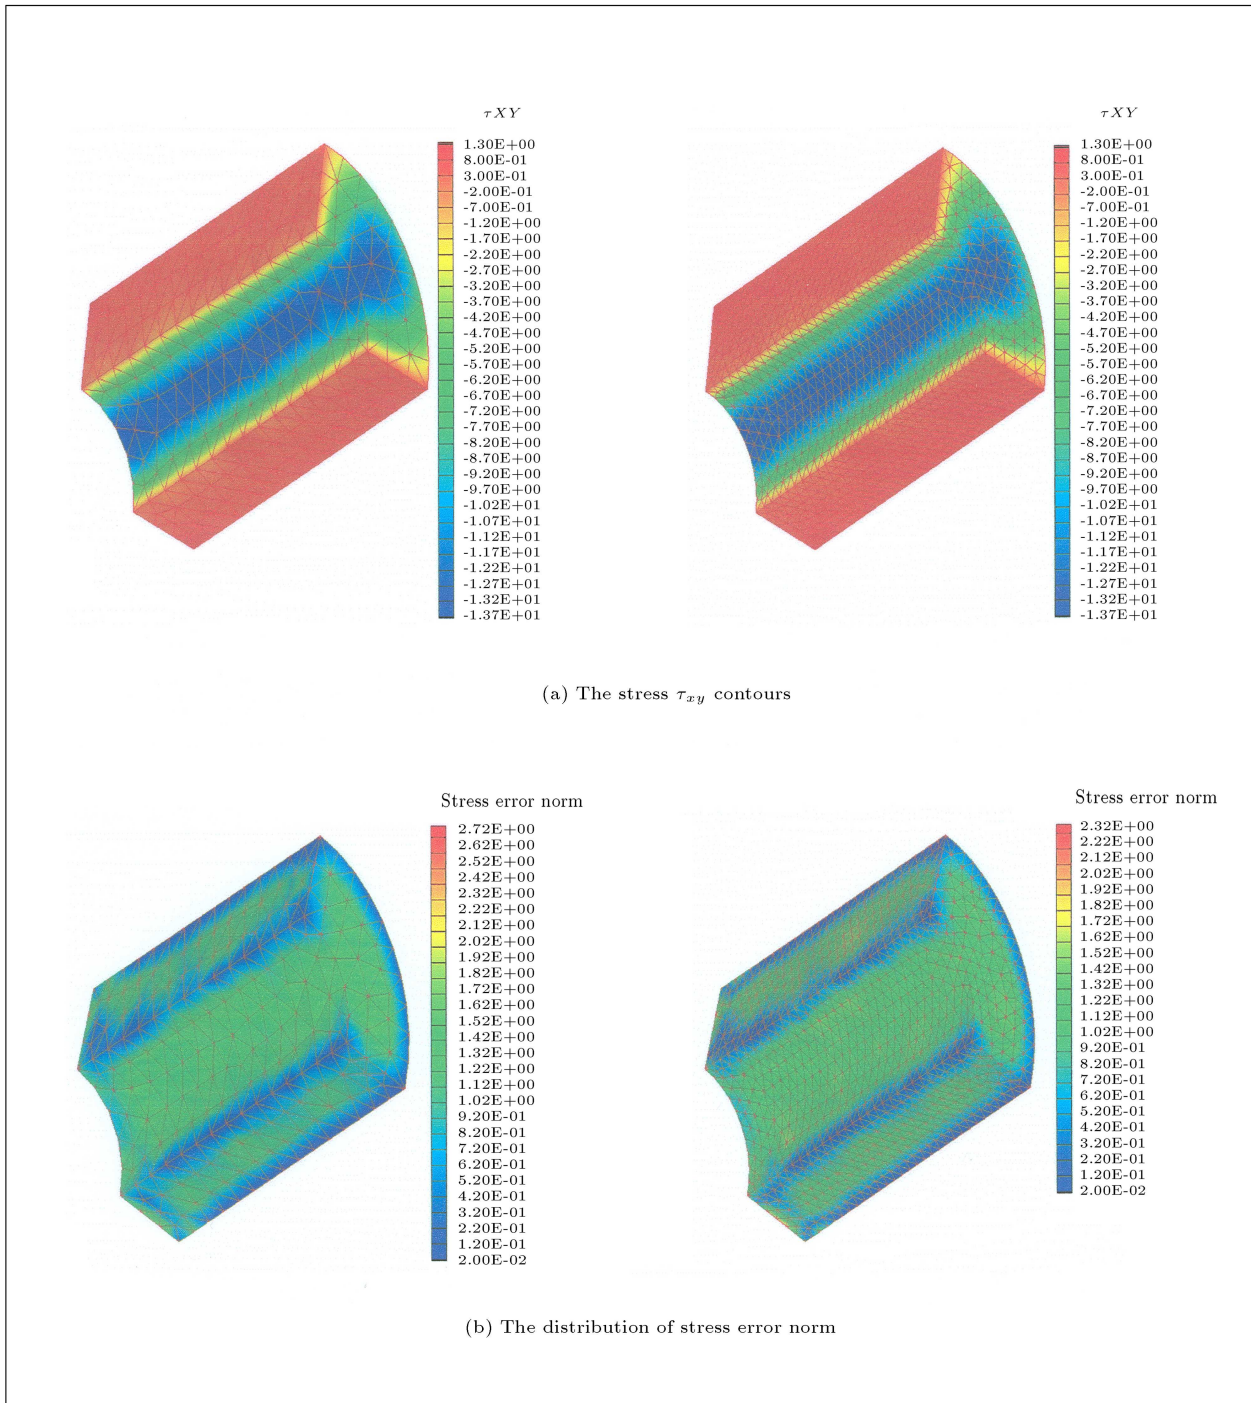 τXY
1.30E+00
8.00E-01
3.00E-01
-2.00E-01
-7.00E-01
-1.20E+00
-1.70E+00
-2.20E+00
-2.70E+00
-3.20E+00
-3.70E+00
-4.20E+00
-4.70E+00
-5.20E+00
-5.70E+00
-6.20E+00
-6.70E+00
-7.20E+00
-7.70E+00
-8.20E+00
-8.70E+00
-9.20E+00
-9.70E+00
-1.02E+01
-1.07E+01
-1.12E+01
-1.17E+01
-1.22E+01
-1.27E+01
-1.32E+01
-1.37E+01
τXY
1.30E+00
8.00E-01
3.00E-01
-2.00E-01
-7.00E-01
-1.20E+00
-1.70E+00
-2.20E+00
-2.70E+00
-3.20E+00
-3.70E+00
-4.20E+00
-4.70E+00
-5.20E+00
-5.70E+00
-6.20E+00
-6.70E+00
-7.20E+00
-7.70E+00
-8.20E+00
-8.70E+00
-9.20E+00
-9.70E+00
-1.02E+01
-1.07E+01
-1.12E+01
-1.17E+01
-1.22E+01
-1.27E+01
-1.32E+01
-1.37E+01
(a) The stress τxy contours
Stress error norm
2.72E+00
2.62E+00
2.52E+00
2.42E+00
2.32E+00
2.22E+00
2.12E+00
2.02E+00
1.92E+00
1.82E+00
1.72E+00
1.62E+00
1.52E+00
1.42E+00
1.32E+00
1.22E+00
1.12E+00
1.02E+00
9.20E-01
8.20E-01
7.20E-01
6.20E-01
5.20E-01
4.20E-01
3.20E-01
2.20E-01
1.20E-01
2.00E-02
Stress error norm
2.32E+00
2.22E+00
2.12E+00
2.02E+00
1.92E+00
1.82E+00
1.72E+00
1.62E+00
1.52E+00
1.42E+00
1.32E+00
1.22E+00
1.12E+00
1.02E+00
9.20E-01
8.20E-01
7.20E-01
6.20E-01
5.20E-01
4.20E-01
3.20E-01
2.20E-01
1.20E-01
2.00E-02
(b) The distribution of stress error norm